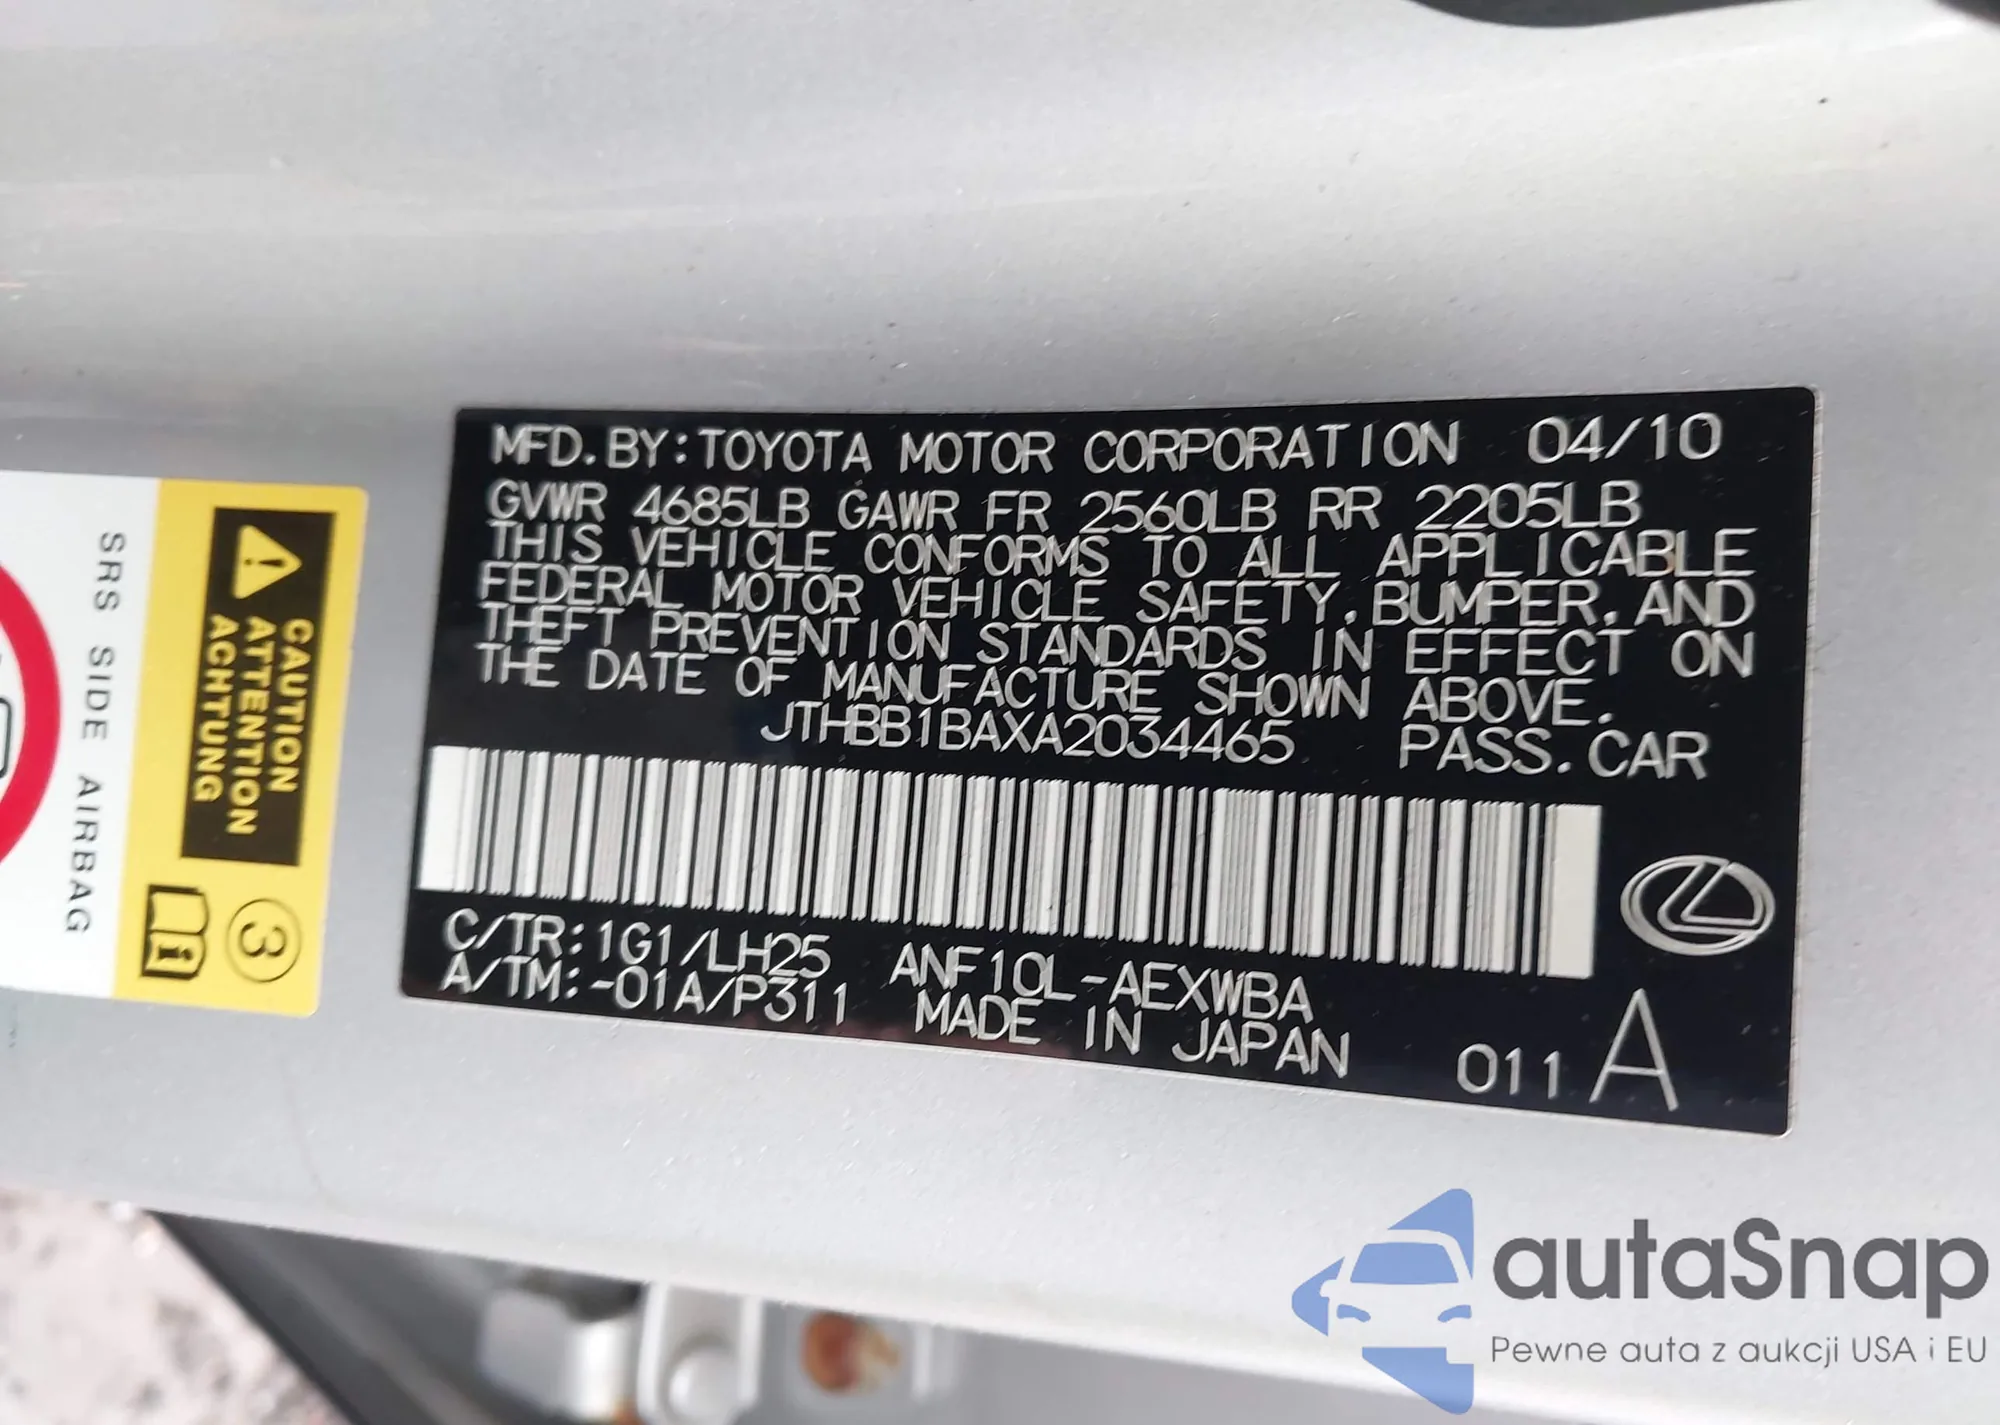 MFD. BY: TOYOTA MOTOR CORPORATION 04/10
GVWR 4685LB GAWR FR 2560LB RR 2205LB
THIS VEHICLE CONFORMS TO ALL APPLICABLE
FEDERAL MOTOR VEHICLE SAFETY, BUMPER, AND
THEFT PREVENTION STANDARDS IN EFFECT ON
THE DATE OF MANUFACTURE SHOWN ABOVE.
JTHBB1BAXA2034465 PASS. CAR
C/TR: 1G1/LH25 ANF10L-AEXWBA
A/TM: -01A/P311 MADE IN JAPAN 011 A
CAUTION
ATTENTION
ACHTUNG
3
SRS SIDE AIRBAG
autaSnap
Pewne auta z aukcji USA i EU